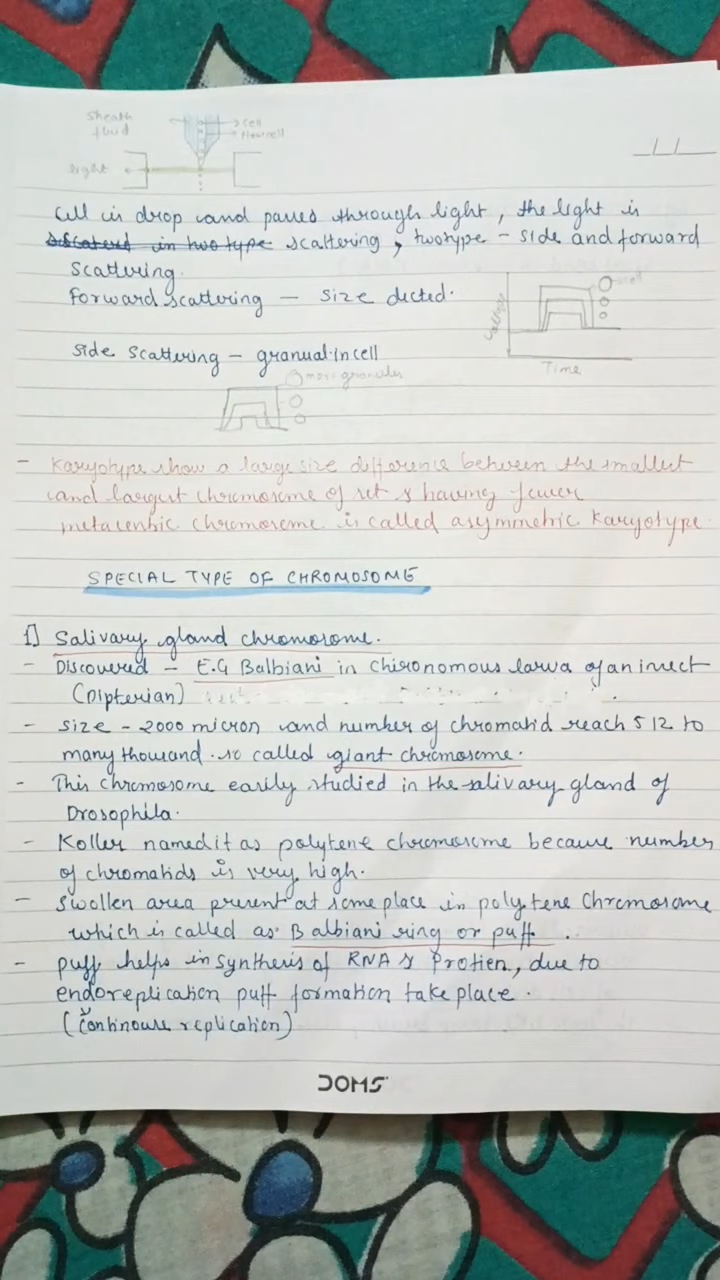 Sheath
fluid
cell
flowcell
light
Cell in drop and passes through light, the light is
scattering, two type - side and forward
Scattering.
Forward scattering - size dected.
cell
Voltage
Time
Side Scattering - granual in cell
more granules
- Karyotype show a large size difference between the smallest
and largest chromosome of set & having fewer
metacentric chromosome is called asymmetric Karyotype.
SPECIAL TYPE OF CHROMOSOME
1] Salivary gland chromosome.
- Discovered - E.G Balbiani in chironomous larva of an insect
(Dipterian)
- Size - 2000 micron and number of chromatid reach 512 to
many thousand. so called giant chromosome.
- This chromosome easily studied in the salivary gland of
Drosophila.
- Koller named it as polytene chromosome because number
of chromatids is very high.
- Swollen area present at some place in polytene Chromosome
which is called as Balbiani ring or puff.
- puff helps in synthesis of RNA & Protien, due to
endoreplication puff formation take place.
(continouse replication)
DOMS